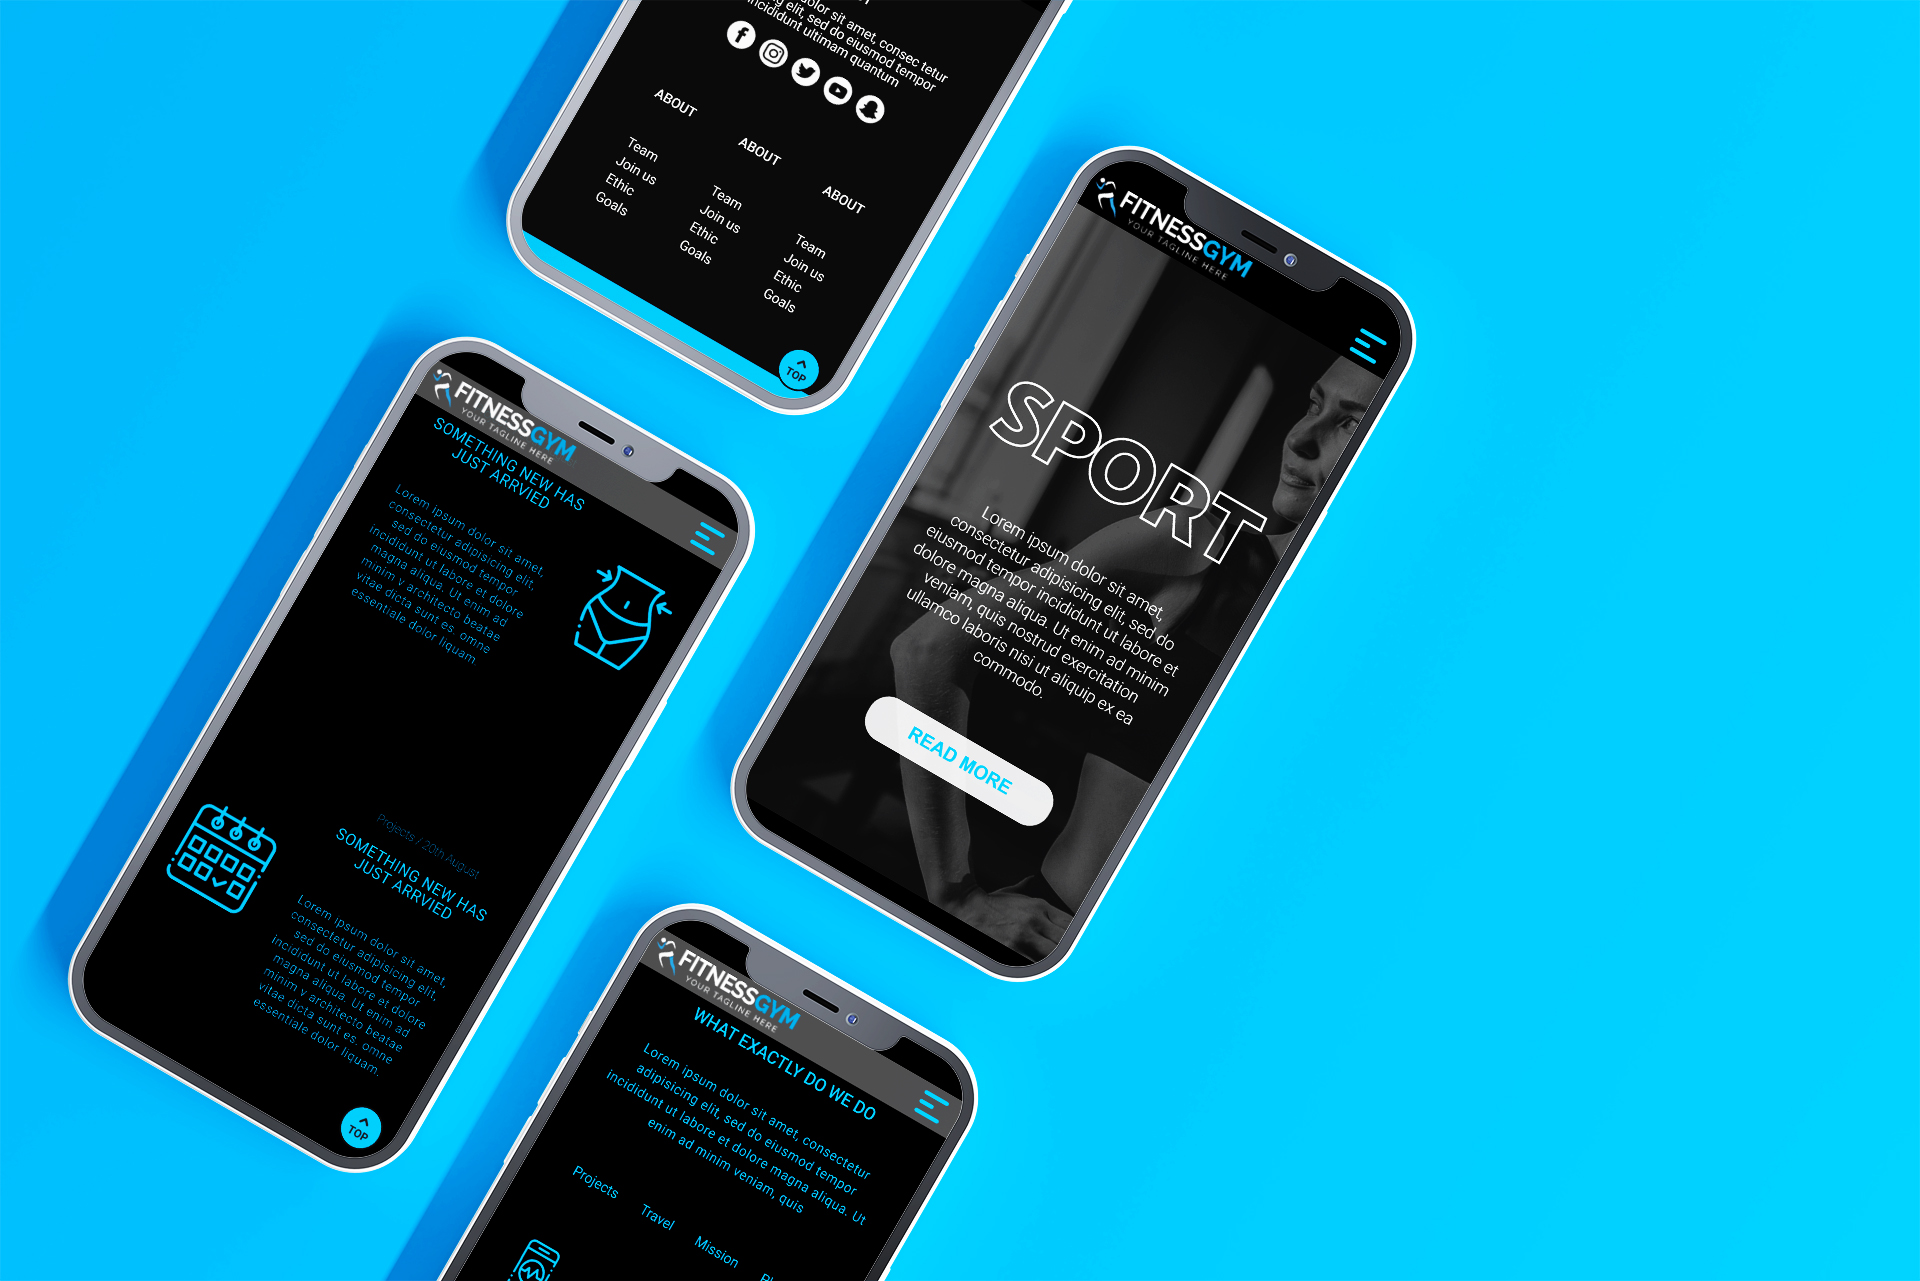 dolor sit amet, consec tetur
elit, sed do eiusmod tempor
incididunt ultimam quantum
ABOUT
Team
Join us
Ethic
Goals
ABOUT
Team
Join us
Ethic
Goals
ABOUT
Team
Join us
Ethic
Goals
TOP
FITNESSGYM
YOUR TAGLINE HERE
SPORT
Lorem ipsum dolor sit amet,
consectetur adipisicing elit, sed do
eiusmod tempor incididunt ut labore et
dolore magna aliqua. Ut enim ad minim
veniam, quis nostrud exercitation
ullamco laboris nisi ut aliquip ex ea
commodo.
READ MORE
FITNESSGYM
YOUR TAGLINE HERE
SOMETHING NEW HAS
JUST ARRVIED
Lorem ipsum dolor sit amet,
consectetur adipisicing elit,
sed do eiusmod tempor
incididunt ut labore et dolore
magna aliqua. Ut enim ad
minim v architecto beatae
vitae dicta sunt es. omne
essentiale dolor liquam
Projects / 20th August
SOMETHING NEW HAS
JUST ARRVIED
Lorem ipsum dolor sit amet,
consectetur adipisicing elit,
sed do eiusmod tempor
incididunt ut labore et dolore
magna aliqua. Ut enim ad
minim v architecto beatae
vitae dicta sunt es. omne
essentiale dolor liquam.
TOP
FITNESSGYM
YOUR TAGLINE HERE
WHAT EXACTLY DO WE DO
Lorem ipsum dolor sit amet, consectetur
adipisicing elit, sed do eiusmod tempor
incididunt ut labore et dolore magna aliqua. Ut
enim ad minim veniam, quis
Projects
Travel
Mission